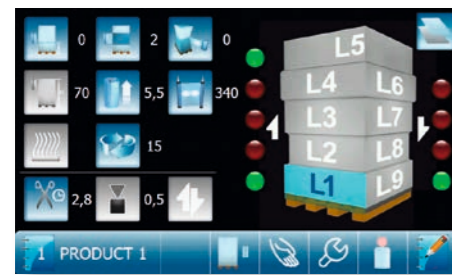 0 2 0
L5
L4 L6
70 5,5 340
L3 L7
15
L2 L8
L1 L9
2,8 0,5
1 PRODUCT 1